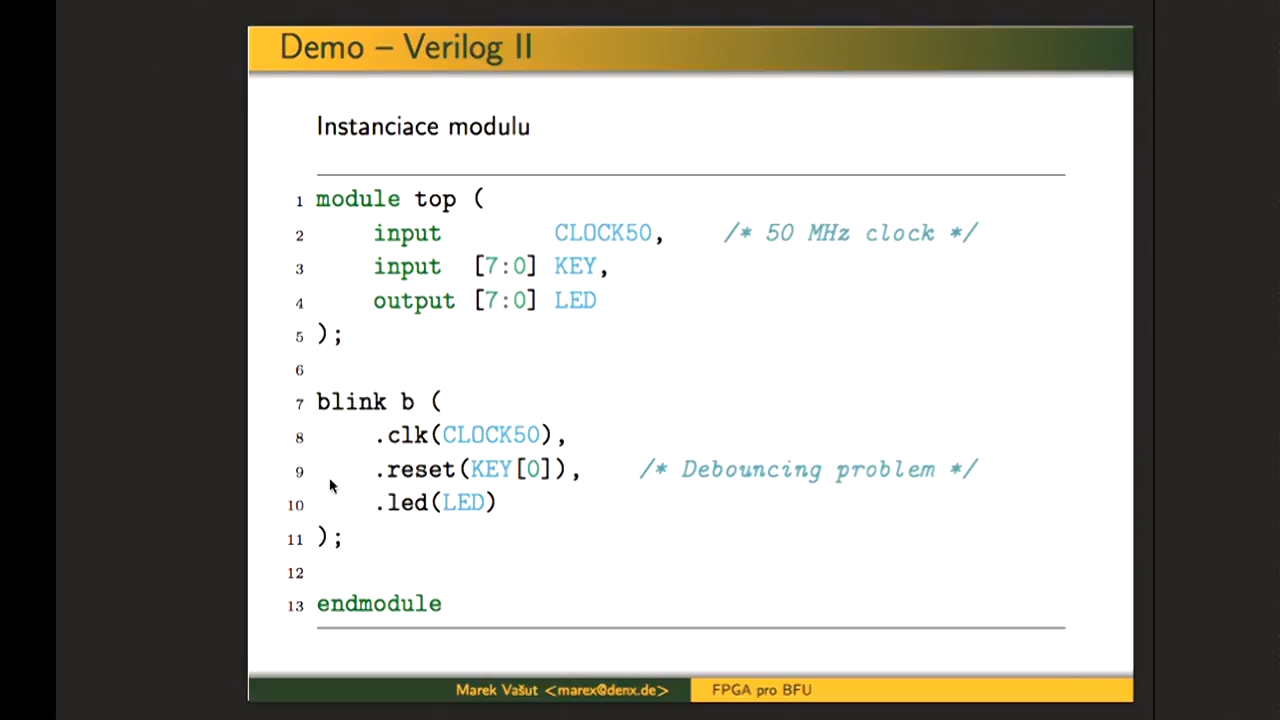 Demo – Verilog II
Instanciace modulu
1 module top (
2     input        CLOCK50,    /* 50 MHz clock */
3     input  [7:0] KEY,
4     output [7:0] LED
5 );
6
7 blink b (
8     .clk(CLOCK50),
9     .reset(KEY[0]),    /* Debouncing problem */
10     .led(LED)
11 );
12
13 endmodule
Marek Vašut <marex@denx.de> FPGA pro BFU